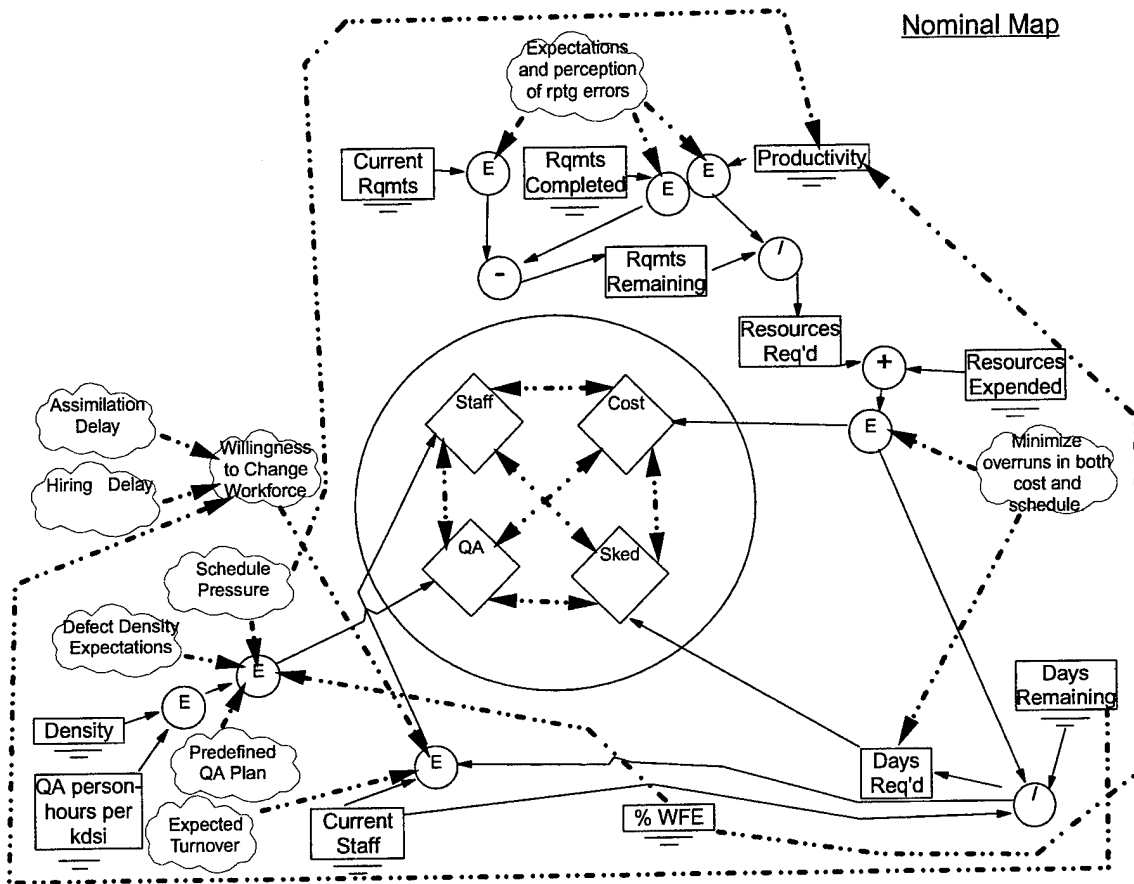 Nominal Map
Expectations
and perception
of rptg errors
Current
Rqmts
E
Rqmts
Completed
E
E
Productivity
-
Rqmts
Remaining
/
Resources
Req'd
+
Resources
Expended
E
Staff
Cost
QA
Sked
Assimilation
Delay
Willingness
to Change
Workforce
Hiring Delay
Minimize
overruns in both
cost and
schedule
Schedule
Pressure
Defect Density
Expectations
E
E
Density
Predefined
QA Plan
QA person-
hours per
kdsi
Expected
Turnover
E
Current
Staff
% WFE
Days
Req'd
Days
Remaining
/